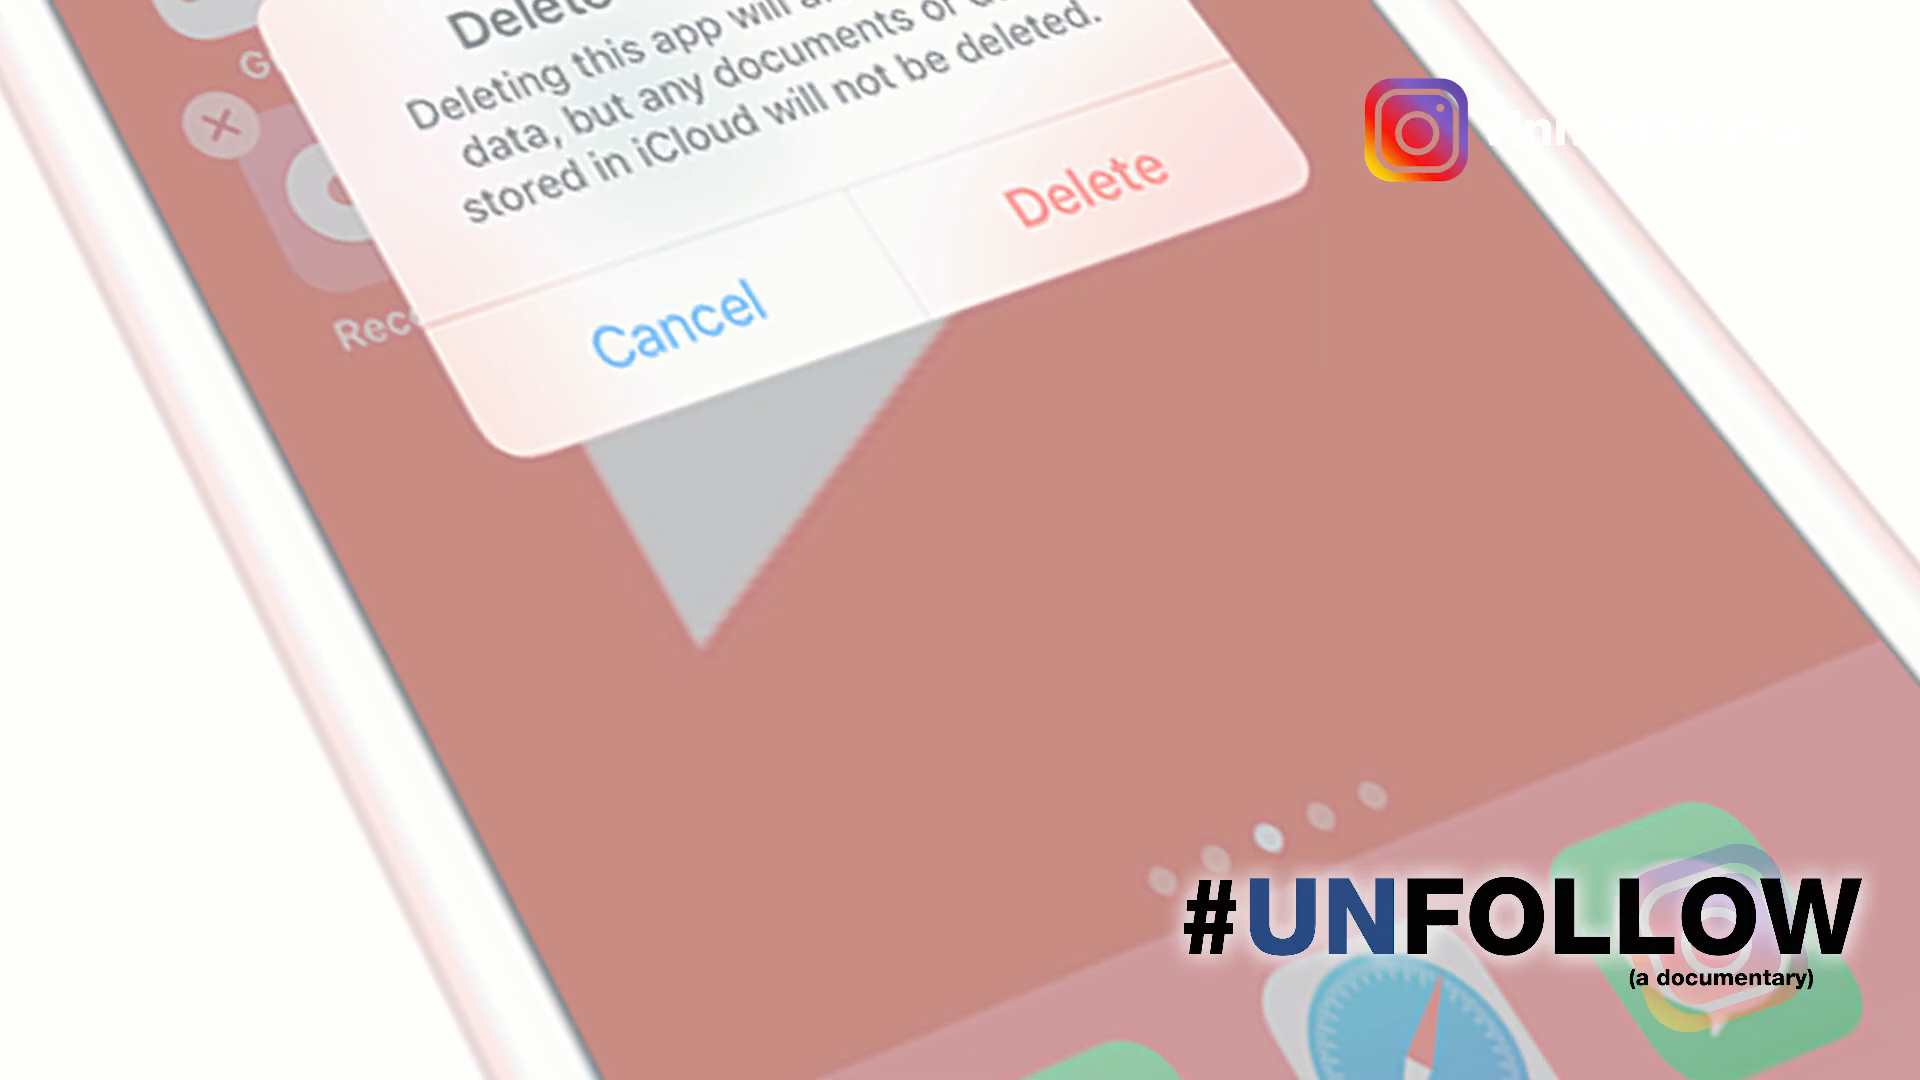 Delete
Deleting this app will a
data, but any documents or d
stored in iCloud will not be deleted.
Delete
Cancel
#UNFOLLOW
(a documentary)